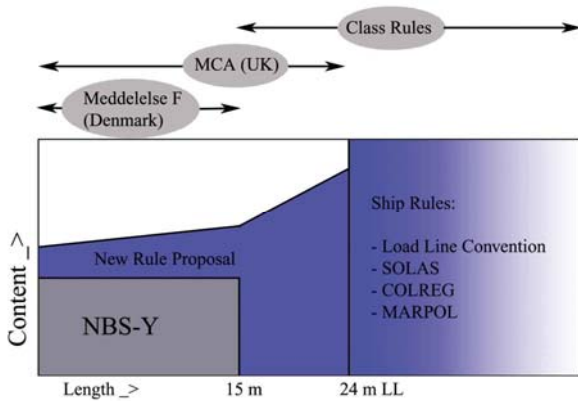 Class Rules
MCA (UK)
Meddelelse F
(Denmark)
Content _>
New Rule Proposal
NBS-Y
Ship Rules:
- Load Line Convention
- SOLAS
- COLREG
- MARPOL
Length _>
15 m
24 m LL